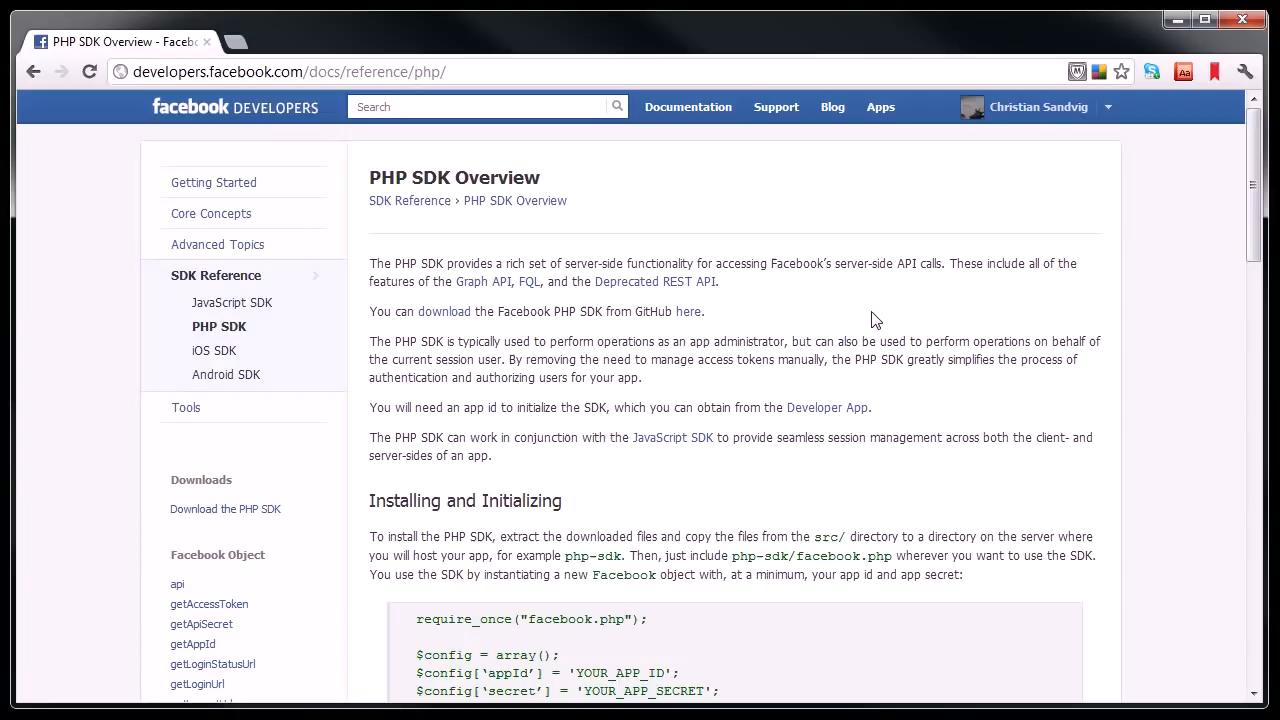 PHP SDK Overview - Faceb
developers.facebook.com/docs/reference/php/
facebook DEVELOPERS
Search
Documentation
Support
Blog
Apps
Christian Sandvig
Getting Started
Core Concepts
Advanced Topics
SDK Reference
JavaScript SDK
PHP SDK
iOS SDK
Android SDK
Tools
Downloads
Download the PHP SDK
Facebook Object
api
getAccessToken
getApiSecret
getAppId
getLoginStatusUrl
getLoginUrl
PHP SDK Overview
SDK Reference › PHP SDK Overview
The PHP SDK provides a rich set of server-side functionality for accessing Facebook's server-side API calls. These include all of the
features of the Graph API, FQL, and the Deprecated REST API.
You can download the Facebook PHP SDK from GitHub here.
The PHP SDK is typically used to perform operations as an app administrator, but can also be used to perform operations on behalf of
the current session user. By removing the need to manage access tokens manually, the PHP SDK greatly simplifies the process of
authentication and authorizing users for your app.
You will need an app id to initialize the SDK, which you can obtain from the Developer App.
The PHP SDK can work in conjunction with the JavaScript SDK to provide seamless session management across both the client- and
server-sides of an app.
Installing and Initializing
To install the PHP SDK, extract the downloaded files and copy the files from the src/ directory to a directory on the server where
you will host your app, for example php-sdk. Then, just include php-sdk/facebook.php wherever you want to use the SDK.
You use the SDK by instantiating a new Facebook object with, at a minimum, your app id and app secret:
require_once("facebook.php");
$config = array();
$config[‘appId’] = 'YOUR_APP_ID';
$config[‘secret’] = 'YOUR_APP_SECRET';